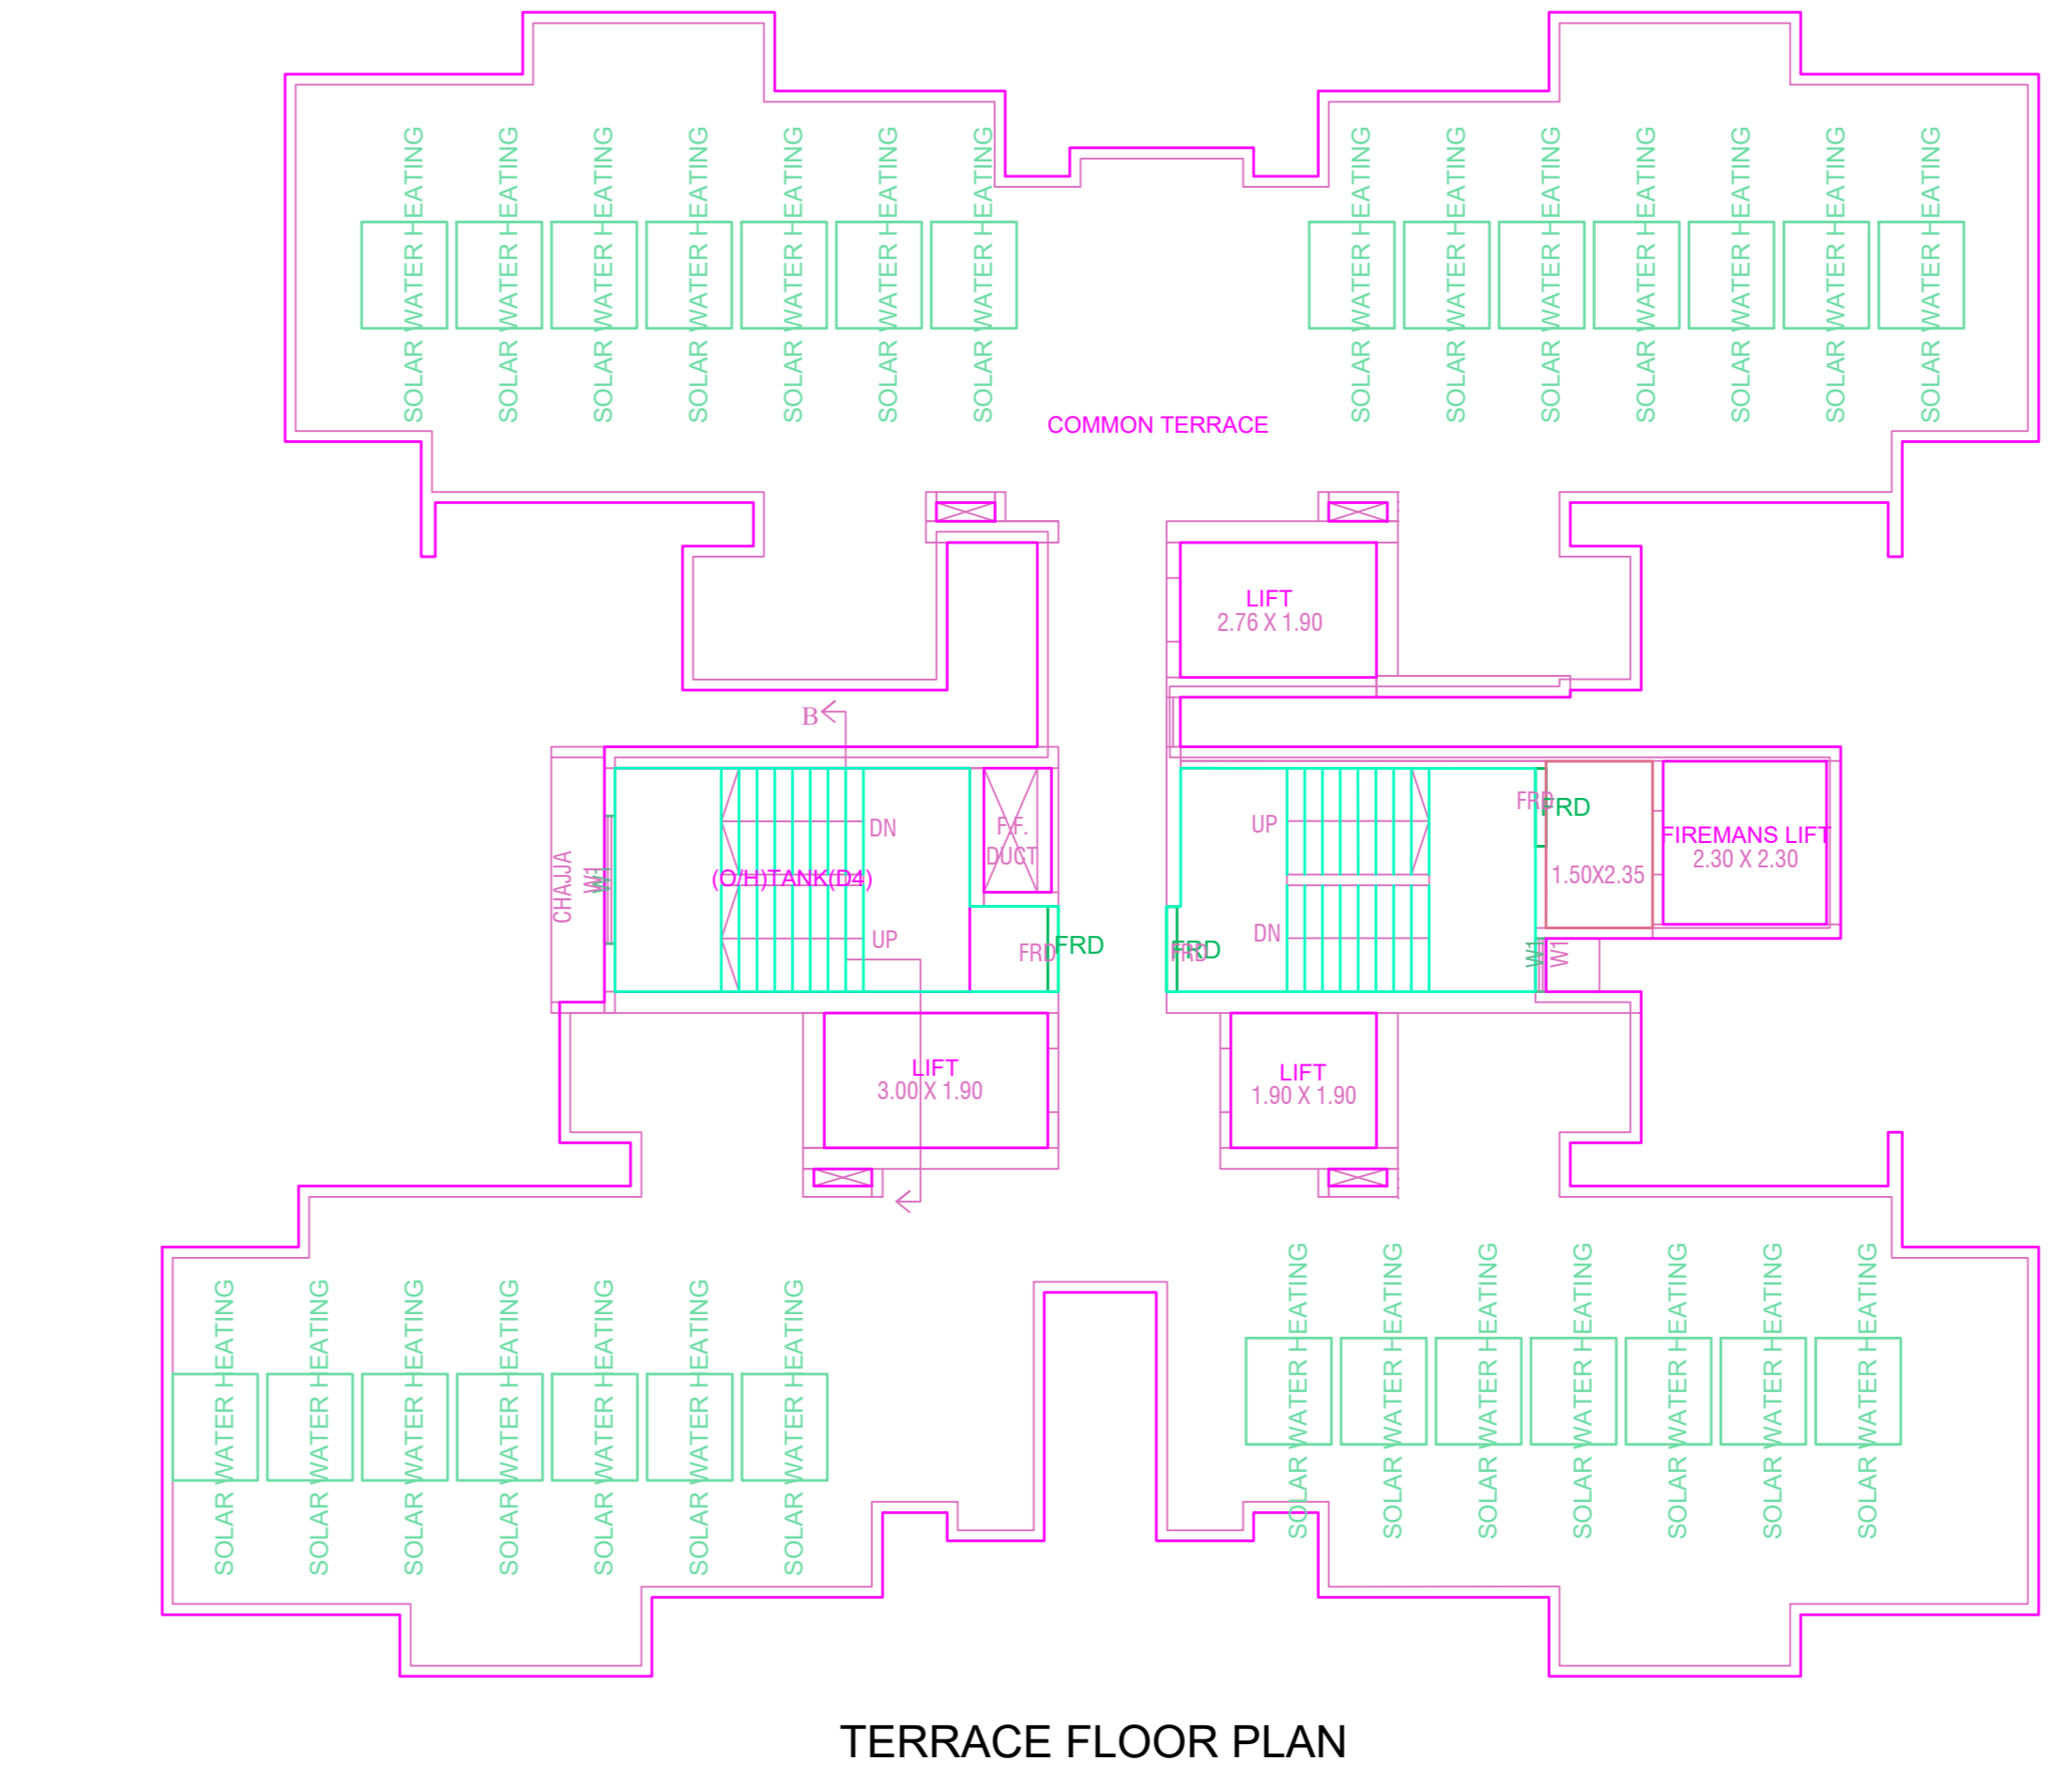 SOLAR WATER HEATING
SOLAR WATER HEATING
SOLAR WATER HEATING
SOLAR WATER HEATING
SOLAR WATER HEATING
SOLAR WATER HEATING
SOLAR WATER HEATING
SOLAR WATER HEATING
SOLAR WATER HEATING
SOLAR WATER HEATING
SOLAR WATER HEATING
SOLAR WATER HEATING
SOLAR WATER HEATING
SOLAR WATER HEATING
COMMON TERRACE
LIFT
2.76 X 1.90
B
CHAJJA
W1
W1
DN
(O/H)TANK(D4)
UP
F.F.
DUCT
FRD
FRD
FRD
FRD
UP
DN
FRD
FRD
1.50X2.35
FIREMANS LIFT
2.30 X 2.30
W1
W1
LIFT
3.00 X 1.90
LIFT
1.90 X 1.90
SOLAR WATER HEATING
SOLAR WATER HEATING
SOLAR WATER HEATING
SOLAR WATER HEATING
SOLAR WATER HEATING
SOLAR WATER HEATING
SOLAR WATER HEATING
SOLAR WATER HEATING
SOLAR WATER HEATING
SOLAR WATER HEATING
SOLAR WATER HEATING
SOLAR WATER HEATING
SOLAR WATER HEATING
SOLAR WATER HEATING
TERRACE FLOOR PLAN